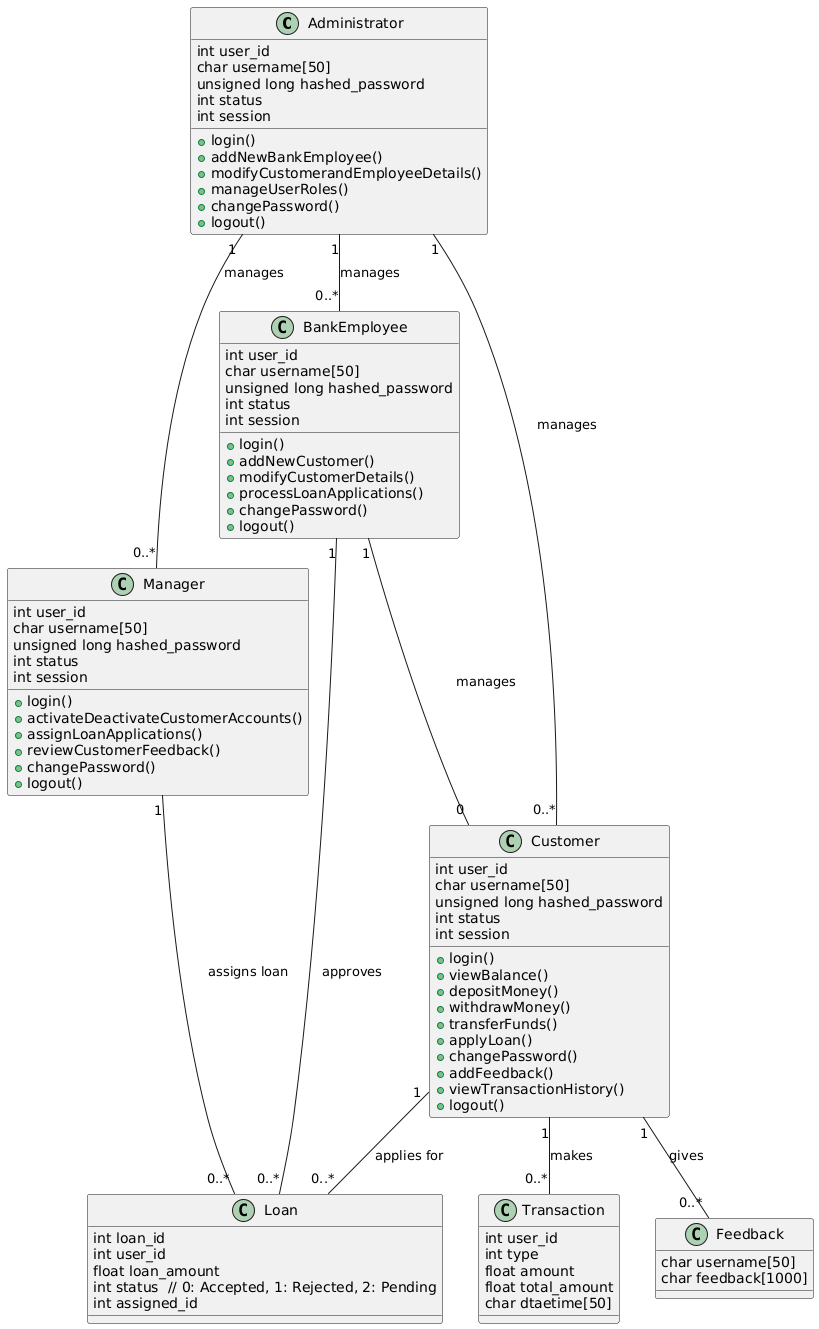 C Administrator
int user_id
char username[50]
unsigned long hashed_password
int status
int session
login()
addNewBankEmployee()
modifyCustomerandEmployeeDetails()
manageUserRoles()
changePassword()
logout()
1
1
1
manages
manages
0..*
C BankEmployee
int user_id
char username[50]
unsigned long hashed_password
int status
int session
login()
addNewCustomer()
modifyCustomerDetails()
processLoanApplications()
changePassword()
logout()
manages
1
1
0..*
C Manager
int user_id
char username[50]
unsigned long hashed_password
int status
int session
login()
activateDeactivateCustomerAccounts()
assignLoanApplications()
reviewCustomerFeedback()
changePassword()
logout()
manages
1
0
0..*
C Customer
int user_id
char username[50]
unsigned long hashed_password
int status
int session
login()
viewBalance()
depositMoney()
withdrawMoney()
transferFunds()
applyLoan()
changePassword()
addFeedback()
viewTransactionHistory()
logout()
assigns loan
approves
1
1
1
applies for
makes
gives
0..*
0..*
0..*
0..*
0..*
C Loan
int loan_id
int user_id
float loan_amount
int status // 0: Accepted, 1: Rejected, 2: Pending
int assigned_id
C Transaction
int user_id
int type
float amount
float total_amount
char dtaetime[50]
C Feedback
char username[50]
char feedback[1000]